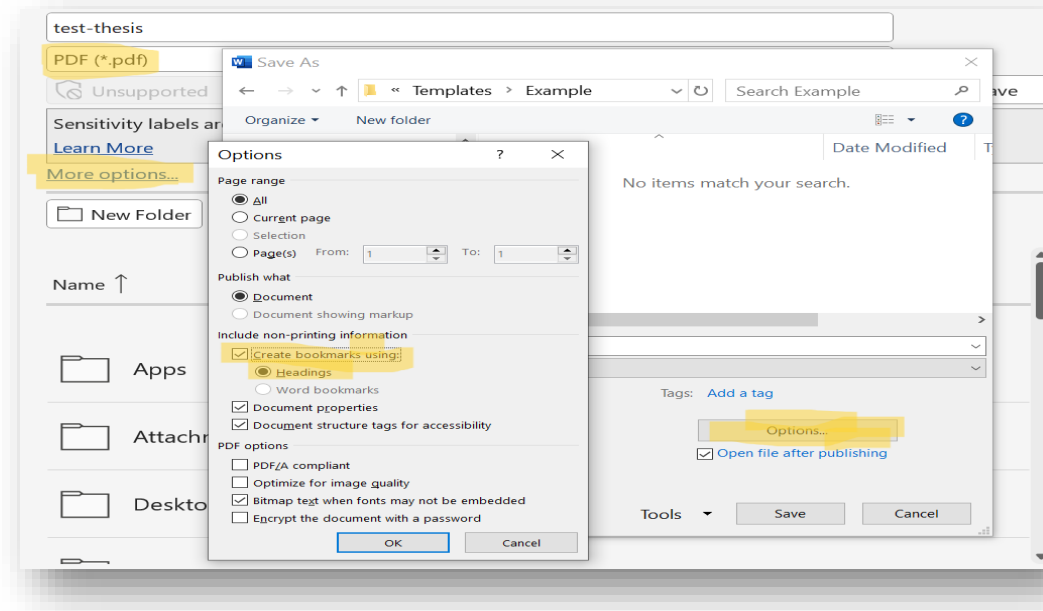 test-thesis
PDF (*.pdf)
Unsupported
Sensitivity labels ar
Learn More
More options...
New Folder
Name ↑
Apps
Attachr
Deskto
ave
Save As
« Templates > Example
Search Example
Organize
New folder
?
Date Modified
T
No items match your search.
Tags: Add a tag
Options...
Open file after publishing
Tools
Save
Cancel
Options
?
Page range
All
Current page
Selection
Page(s) From: 1 To: 1
Publish what
Document
Document showing markup
Include non-printing information
Create bookmarks using:
Headings
Word bookmarks
Document properties
Document structure tags for accessibility
PDF options
PDF/A compliant
Optimize for image quality
Bitmap text when fonts may not be embedded
Encrypt the document with a password
OK
Cancel